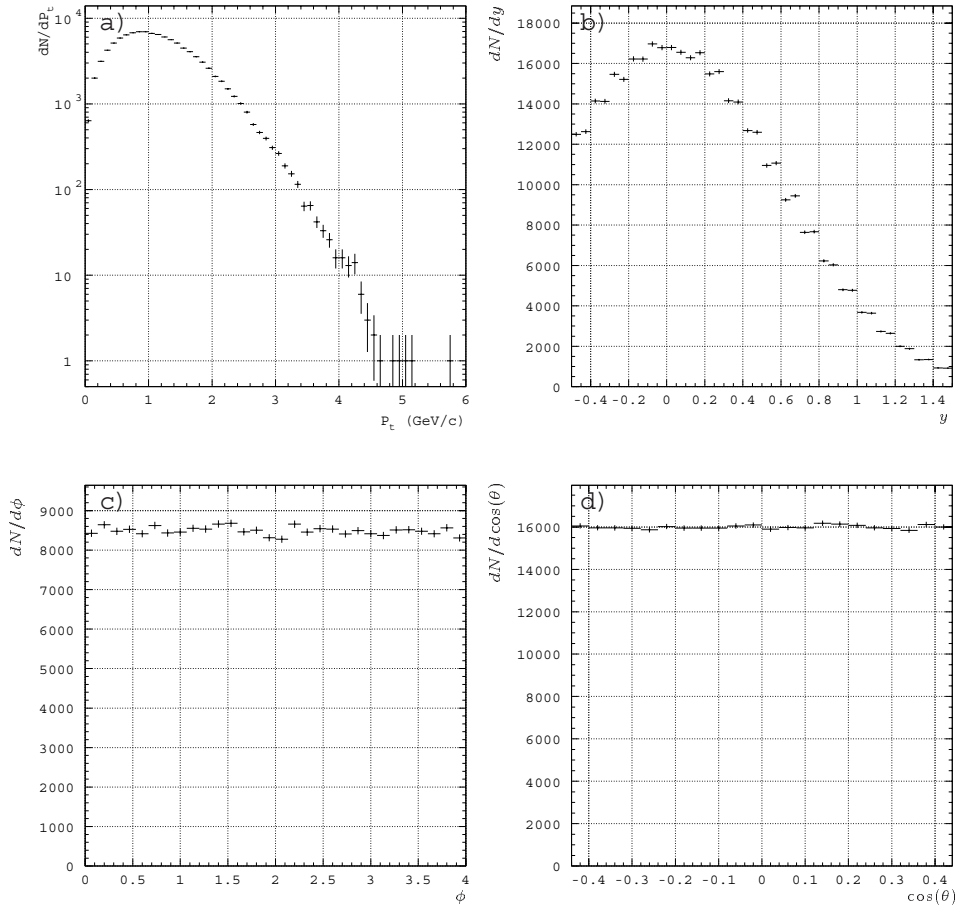 a)
dN/dP_t
10^4
10^3
10^2
10
1
0 1 2 3 4 5 6
P_t (GeV/c)
b)
dN/dy
18000
16000
14000
12000
10000
8000
6000
4000
2000
0
-0.4 -0.2 0 0.2 0.4 0.6 0.8 1 1.2 1.4
y
c)
dN/dϕ
9000
8000
7000
6000
5000
4000
3000
2000
1000
0
0 0.5 1 1.5 2 2.5 3 3.5 4
ϕ
d)
dN/dcos(θ)
16000
14000
12000
10000
8000
6000
4000
2000
0
-0.4 -0.3 -0.2 -0.1 0 0.1 0.2 0.3 0.4
cos(θ)